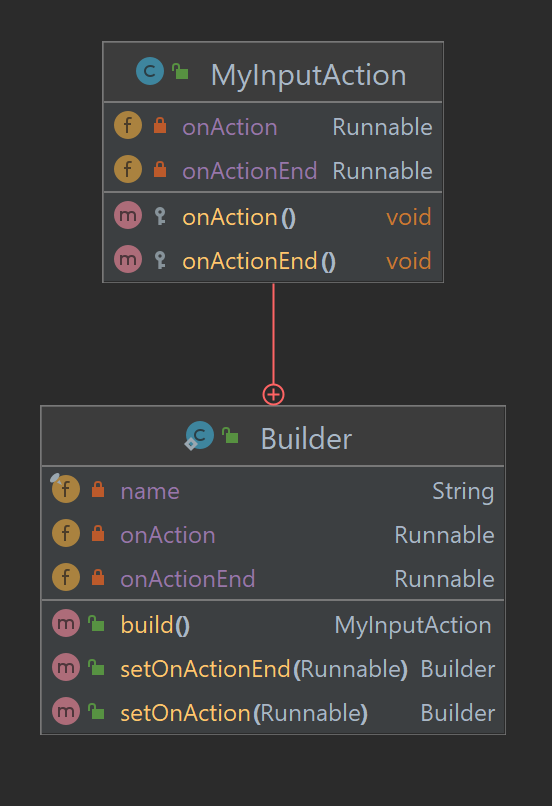 MyInputAction
onAction Runnable
onActionEnd Runnable
onAction() void
onActionEnd() void
Builder
name String
onAction Runnable
onActionEnd Runnable
build() MyInputAction
setOnActionEnd(Runnable) Builder
setOnAction(Runnable) Builder